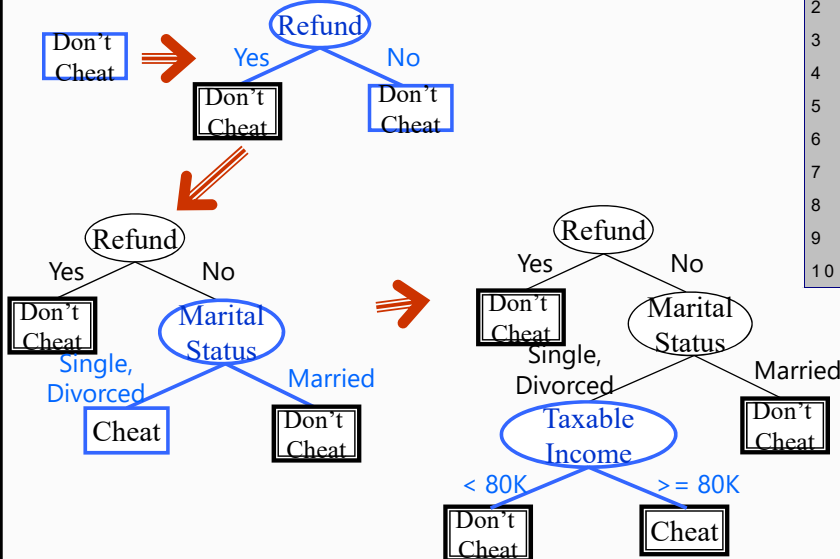 Don't
Cheat
Refund
Yes
No
Don't
Cheat
Don't
Cheat
Refund
Yes
No
Don't
Cheat
Marital
Status
Single,
Divorced
Married
Cheat
Don't
Cheat
Refund
Yes
No
Don't
Cheat
Marital
Status
Single,
Divorced
Married
Taxable
Income
Don't
Cheat
< 80K
>= 80K
Don't
Cheat
Cheat
2
3
4
5
6
7
8
9
10